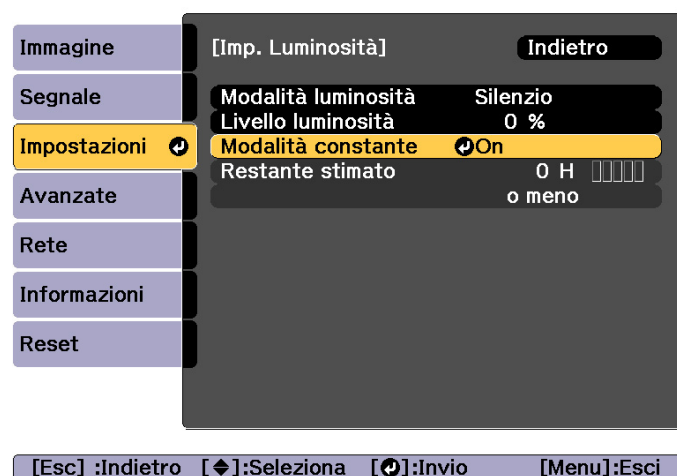 Immagine
Segnale
Impostazioni
Avanzate
Rete
Informazioni
Reset
[Imp. Luminosità] Indietro
Modalità luminosità Silenzio
Livello luminosità 0 %
Modalità constante On
Restante stimato 0 H
o meno
[Esc] :Indietro [◆]:Seleziona [↵]:Invio [Menu]:Esci